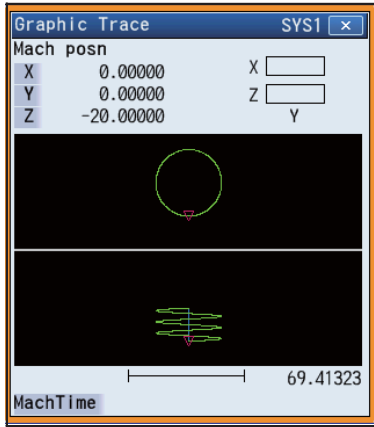 Graphic Trace SYS1 ×
Mach posn
X 0.00000 X
Y 0.00000 Z
Z -20.00000 Y
69.41323
MachTime